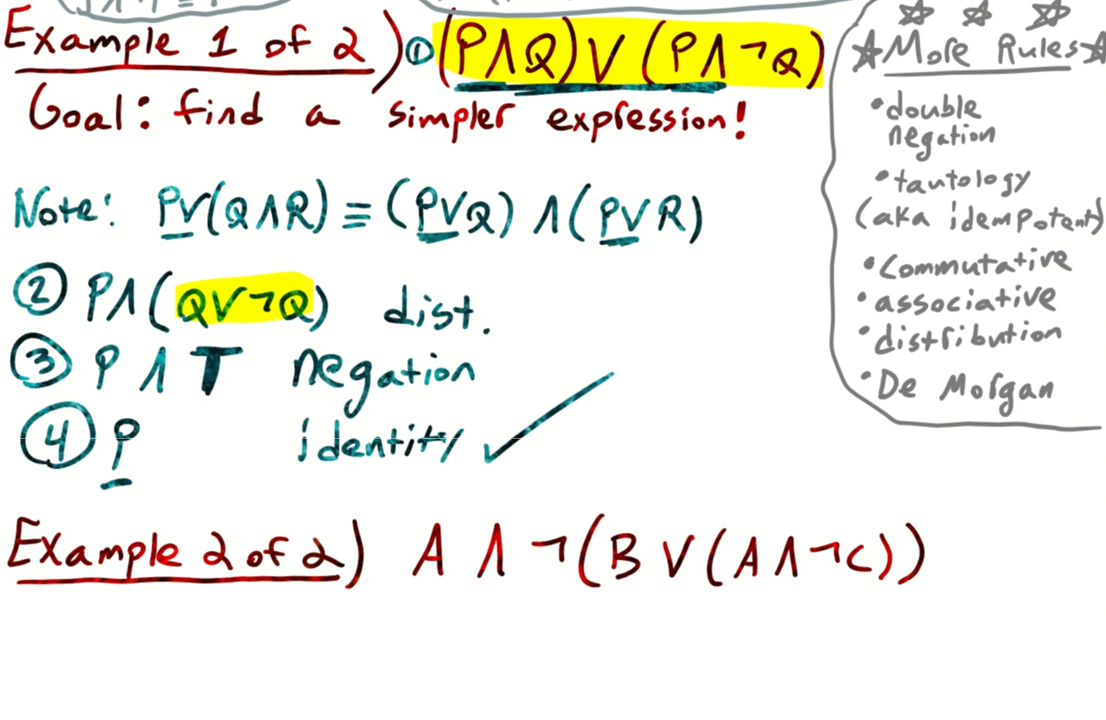 Example 1 of 2) ① (P∧Q)∨(P∧¬Q)
Goal: find a simpler expression!
Note: P∨(Q∧R) ≡ (P∨Q) ∧ (P∨R)
② P∧(Q∨¬Q) dist.
③ P∧T negation
④ P identity ✓
Example 2 of 2) A ∧ ¬(B ∨ (A∧¬C))
☆ ☆ ☆
☆More Rules☆
•double
negation
•tautology
(aka idempotent)
•Commutative
•associative
•distribution
•De Morgan